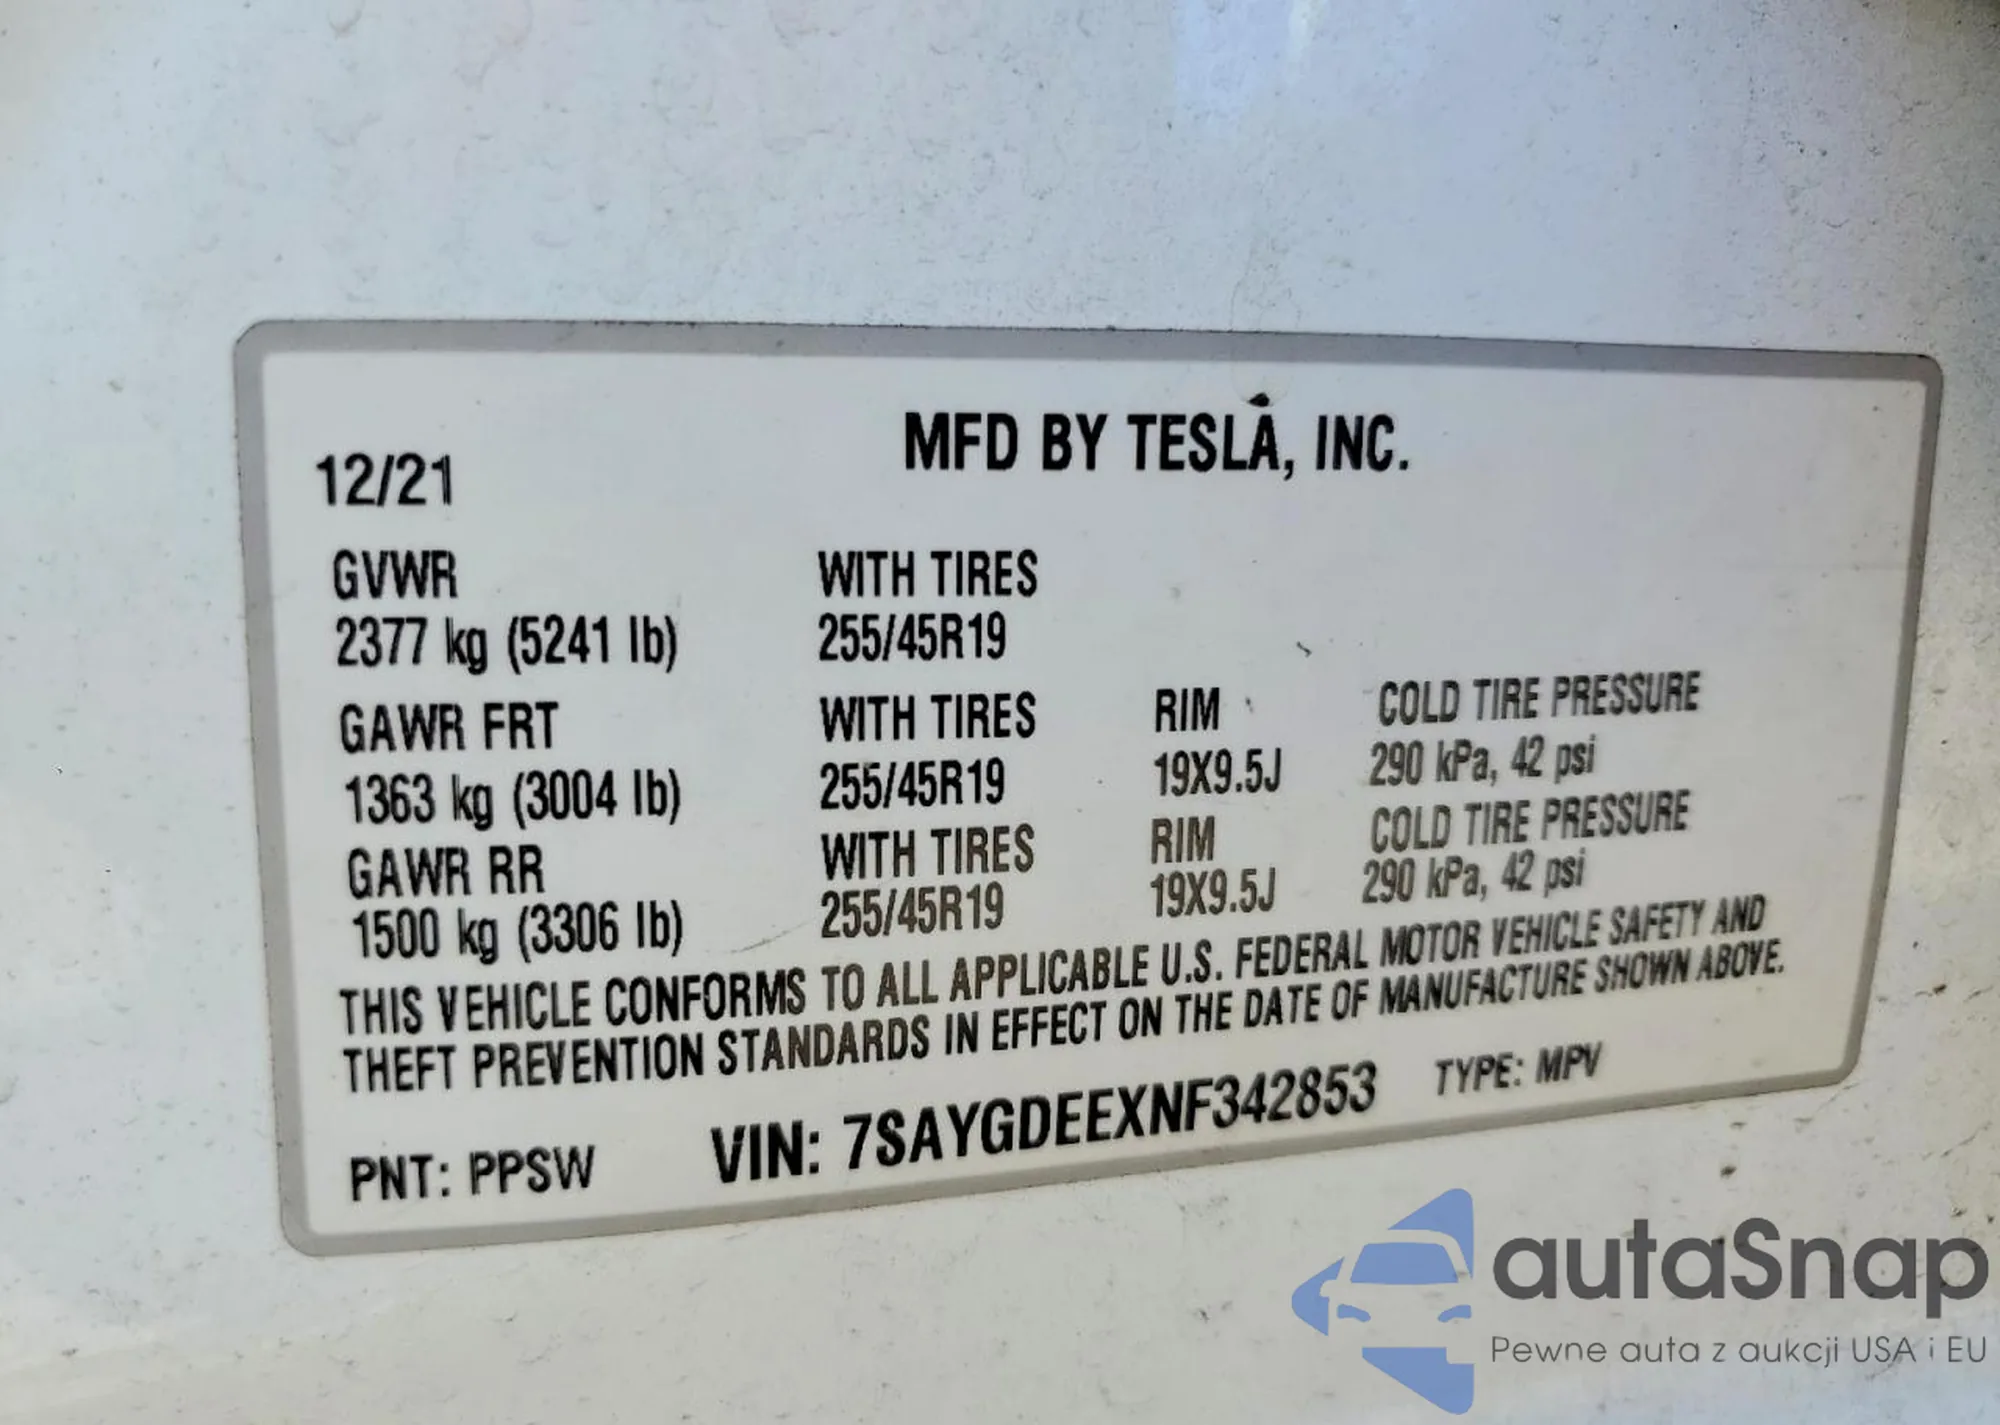 MFD BY TESLA, INC.
12/21
GVWR WITH TIRES
2377 kg (5241 lb) 255/45R19
GAWR FRT WITH TIRES RIM COLD TIRE PRESSURE
1363 kg (3004 lb) 255/45R19 19X9.5J 290 kPa, 42 psi
GAWR RR WITH TIRES RIM COLD TIRE PRESSURE
1500 kg (3306 lb) 255/45R19 19X9.5J 290 kPa, 42 psi
THIS VEHICLE CONFORMS TO ALL APPLICABLE U.S. FEDERAL MOTOR VEHICLE SAFETY AND
THEFT PREVENTION STANDARDS IN EFFECT ON THE DATE OF MANUFACTURE SHOWN ABOVE.
PNT: PPSW VIN: 7SAYGDEEXNF342853 TYPE: MPV
autaSnap
Pewne auta z aukcji USA i EU